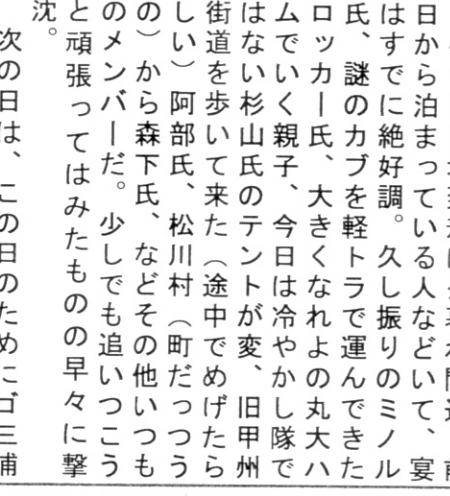 日から泊まっている人などいて、宴
はすでに絶好調。久し振りのミノル
氏、謎のカブを軽トラで運んできた
ロッカー氏、大きくなれよの丸大ハ
ムでいく親子、今日は冷やかし隊で
はない杉山氏のテントが変、旧甲州
街道を歩いて来た（途中でめげたら
しい）阿部氏、松川村（町だっつう
の）から森下氏、などその他いつも
のメンバーだ。少しでも追いつこう
と頑張ってはみたものの早々に撃
沈。
次の日は、この日のためにゴ三浦